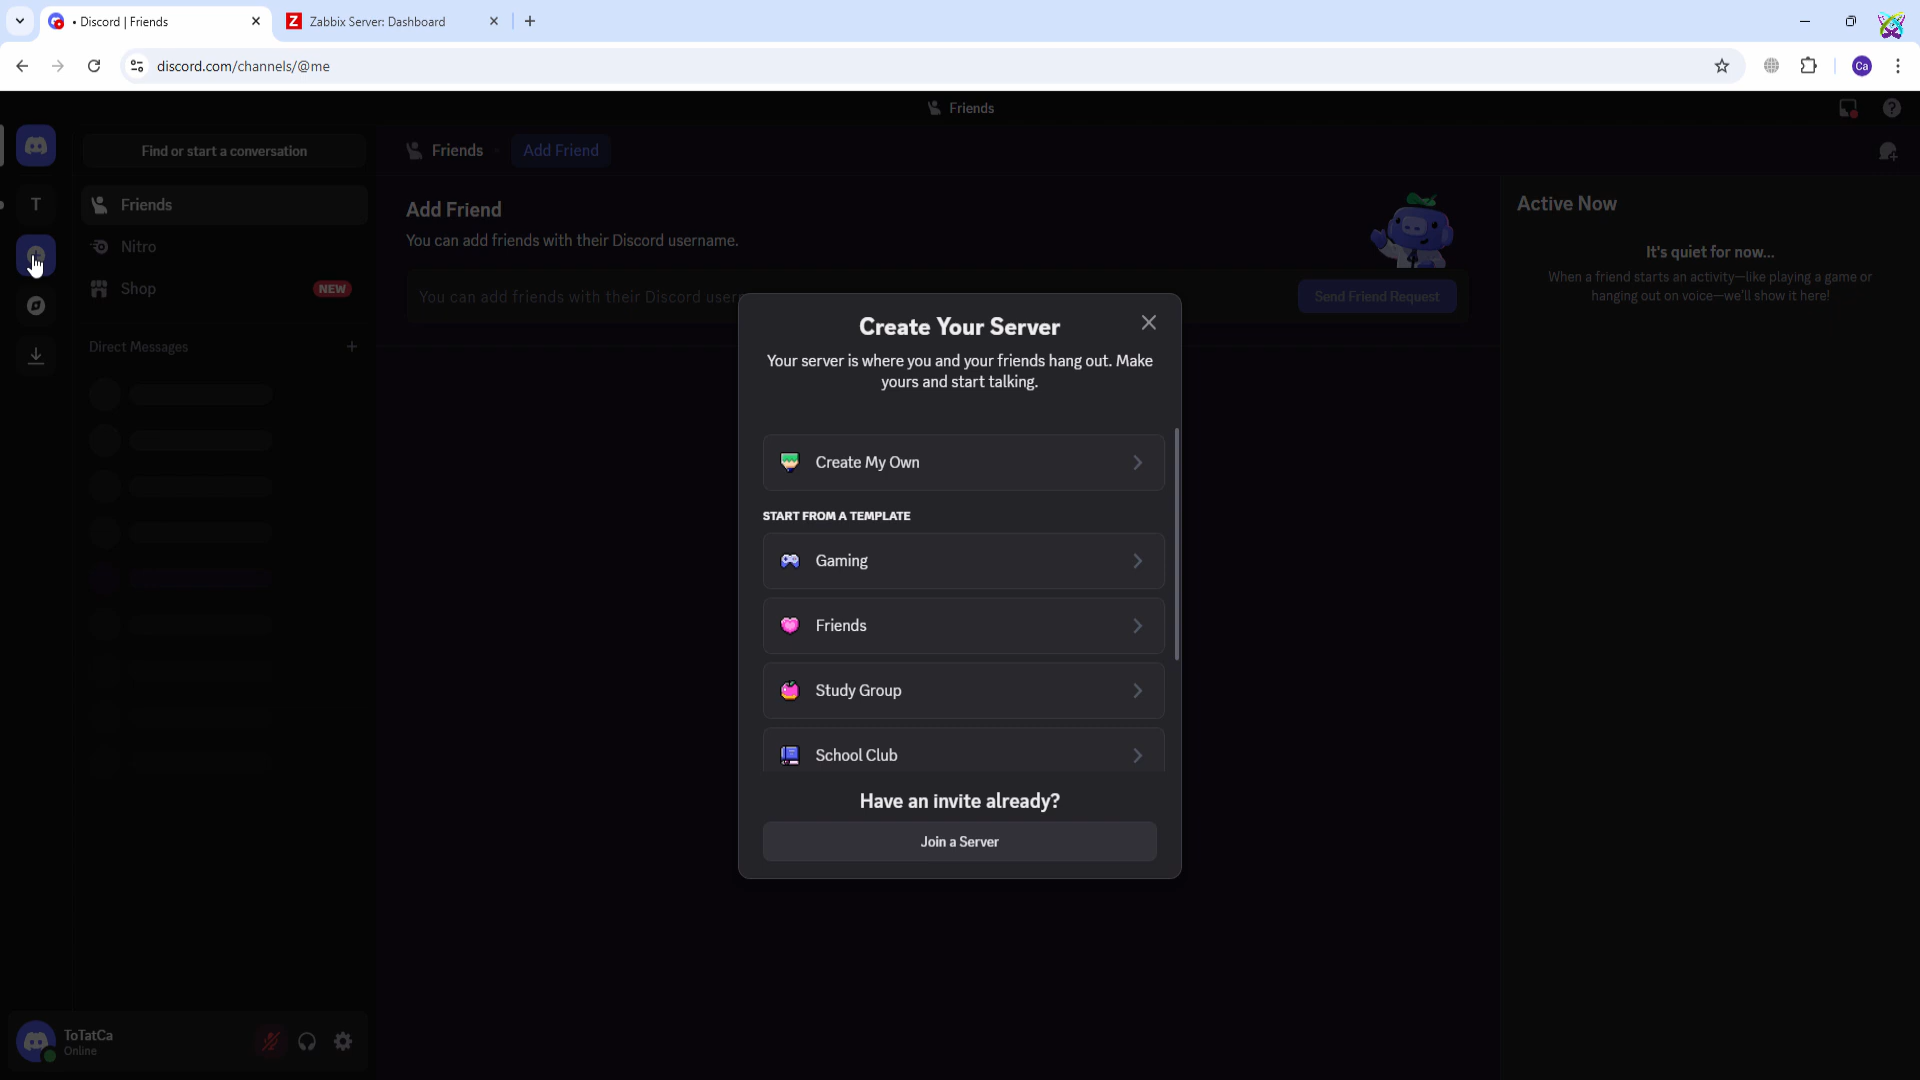 • Discord | Friends
Zabbix Server: Dashboard
discord.com/channels/@me
Ca
Friends
Find or start a conversation
Friends
Add Friend
T
Friends
Nitro
Shop
NEW
Direct Messages
Add Friend
You can add friends with their Discord username.
You can add friends with their Discord user
Send Friend Request
Active Now
It's quiet for now...
When a friend starts an activity—like playing a game or
hanging out on voice—we'll show it here!
Create Your Server
Your server is where you and your friends hang out. Make
yours and start talking.
Create My Own
START FROM A TEMPLATE
Gaming
Friends
Study Group
School Club
Have an invite already?
Join a Server
ToTatCa
Online